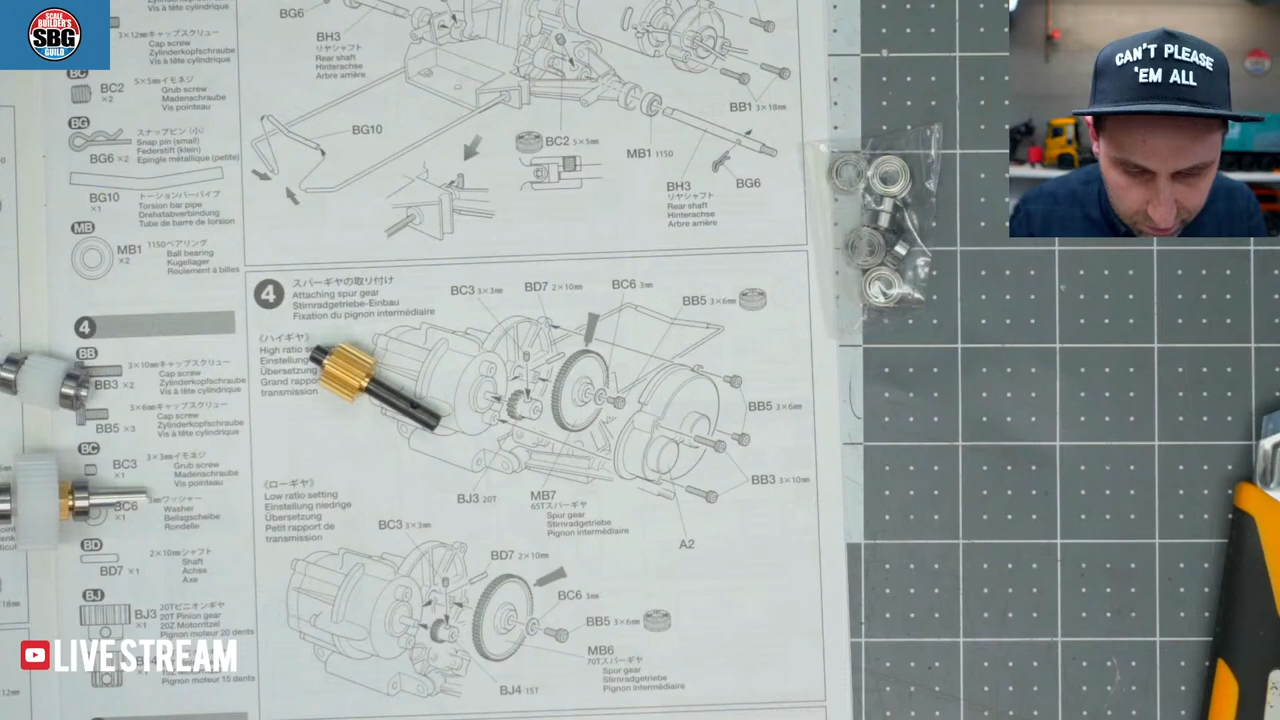 SCALE
BUILDER'S
SBG
GUILD
CAN'T PLEASE
'EM ALL
LIVE STREAM
3×12㎜キャップスクリュー
Cap screw
Zylinderkopfschraube
Vis à tête cylindrique
BC2
×2
5×5㎜イモネジ
Grub screw
Madenschraube
Vis pointeau
BG
BG6 ×2
スナップピン(小)
Snap pin (small)
Federstift (klein)
Epingle métallique (petite)
BG10
×1
トーションバーパイプ
Torsion bar pipe
Drehstabverbindung
Tube de barre de torsion
MB
MB1
×2
1150ベアリング
Ball bearing
Kugellager
Roulement à billes
4
BB
BB3 ×2
3×10㎜キャップスクリュー
Cap screw
Zylinderkopfschraube
Vis à tête cylindrique
BB5 ×3
3×6㎜キャップスクリュー
Cap screw
Zylinderkopfschraube
Vis à tête cylindrique
BC
BC3
×1
3×3㎜イモネジ
Grub screw
Madenschraube
Vis pointeau
BC6
×1
3㎜ワッシャー
Washer
Beilagscheibe
Rondelle
BD
BD7 ×1
2×10㎜シャフト
Shaft
Achse
Axe
BJ
BJ3
×1
20Tピニオンギヤ
20T Pinion gear
20Z Motorritzel
Pignon moteur 20 dents
Pignon moteur 15 dents
BG6
BH3
リヤシャフト
Rear shaft
Hinterachse
Arbre arrière
BG10
BC2 5×5㎜
MB1 1150
BB1 3×18㎜
BG6
BH3
リヤシャフト
Rear shaft
Hinterachse
Arbre arrière
4
スパーギヤの取り付け
Attaching spur gear
Stirnradgetriebe-Einbau
Fixation du pignon intermédiaire
《ハイギヤ》
High ratio
Einstellung
Übersetzung
Grand rapport
transmission
BC3 3×3㎜
BD7 2×10㎜
BC6 3㎜
BB5 3×6㎜
BB5 3×6㎜
BB3 3×10㎜
BJ3 20T
MB7
65Tスパーギヤ
Spur gear
Stirnradgetriebe
Pignon intermédiaire
A2
《ローギヤ》
Low ratio setting
Einstellung niedrige
Übersetzung
Petit rapport de
transmission
BC3 3×3㎜
BD7 2×10㎜
BC6 3㎜
BB5 3×6㎜
MB6
70Tスパーギヤ
Spur gear
Stirnradgetriebe
Pignon intermédiaire
BJ4 15T
18㎜
12㎜